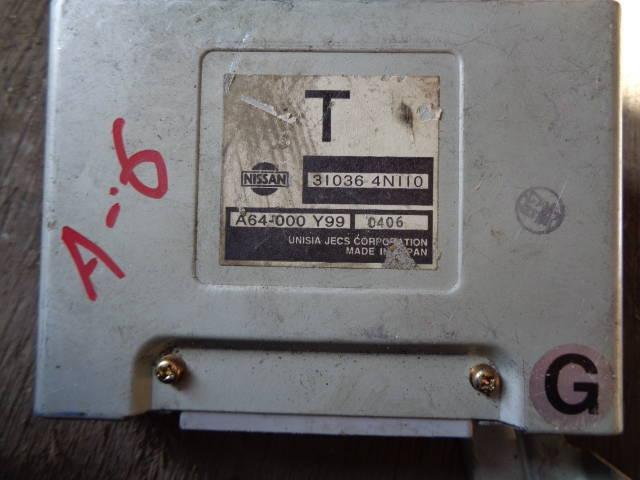 T
NISSAN
31036 4N110
A64-000 Y99 0406
UNISIA JECS CORPORATION
MADE IN JAPAN
A-6
G